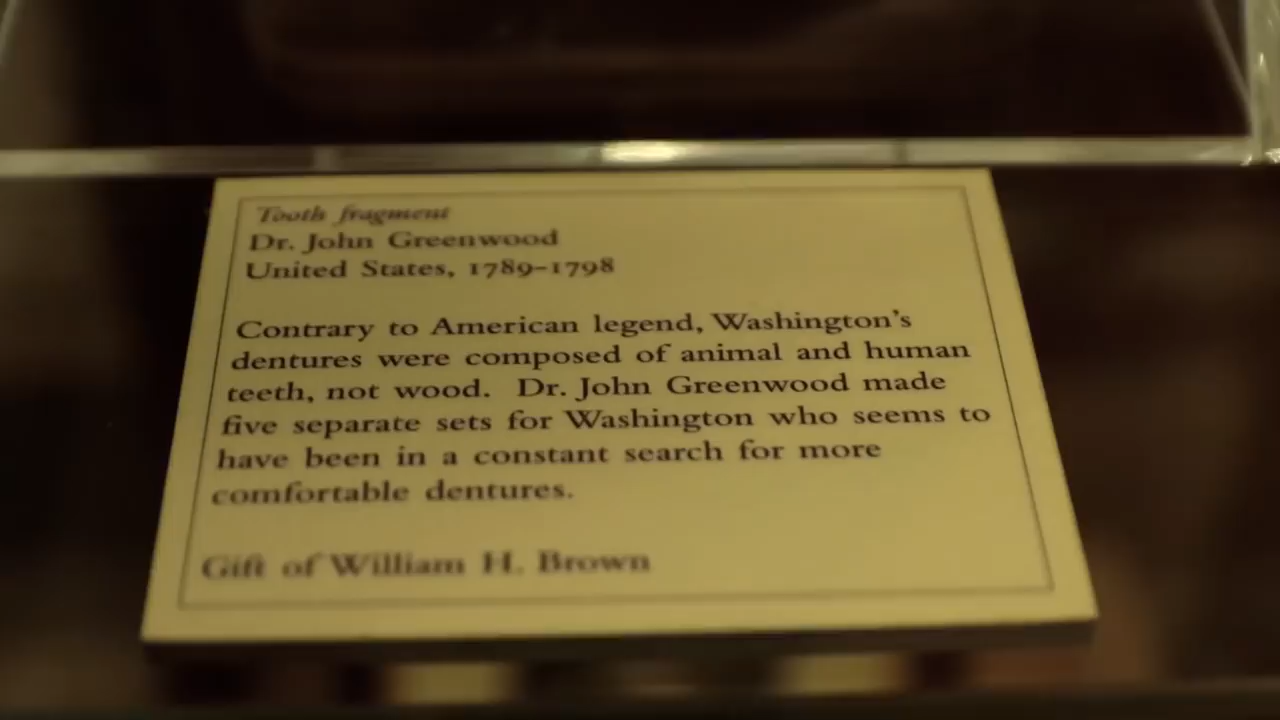 Tooth fragment
Dr. John Greenwood
United States, 1789-1798
Contrary to American legend, Washington's
dentures were composed of animal and human
teeth, not wood. Dr. John Greenwood made
five separate sets for Washington who seems to
have been in a constant search for more
comfortable dentures.
Gift of William H. Brown